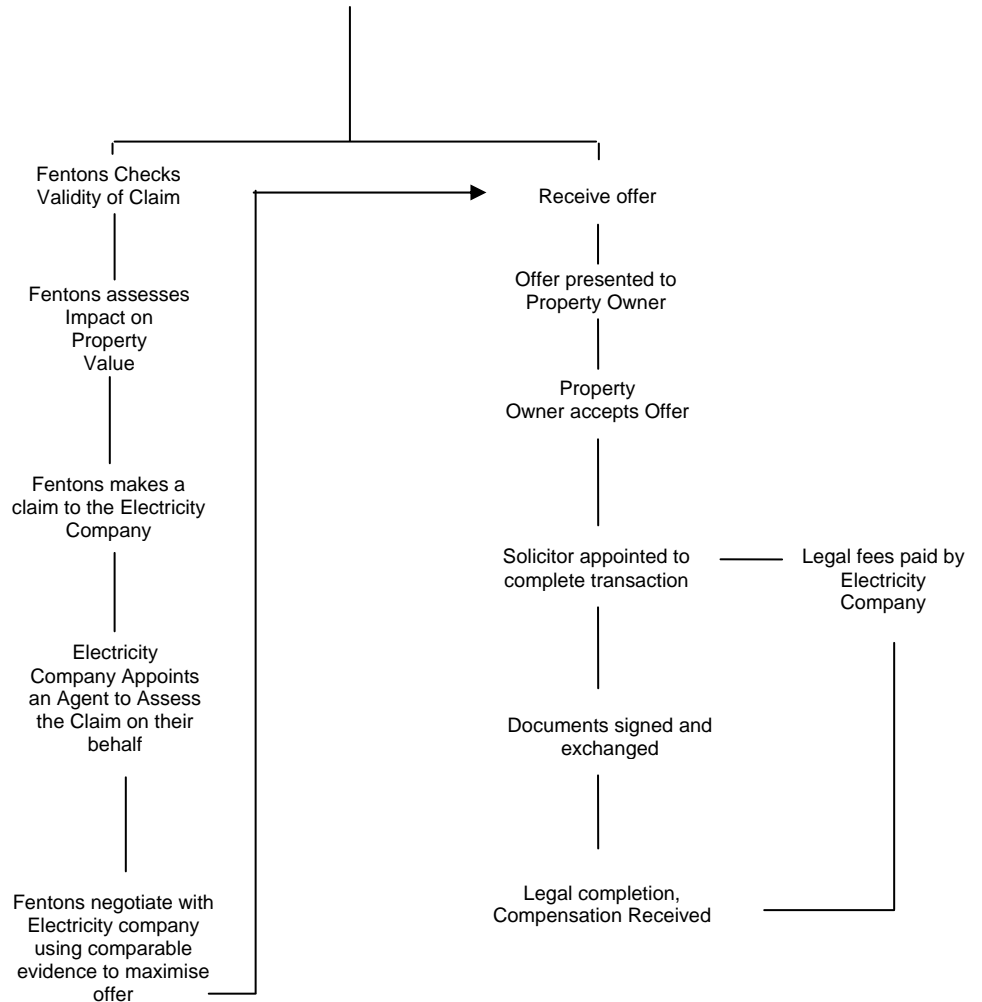 Fentons Checks
Validity of Claim
Fentons assesses
Impact on
Property
Value
Fentons makes a
claim to the Electricity
Company
Electricity
Company Appoints
an Agent to Assess
the Claim on their
behalf
Fentons negotiate with
Electricity company
using comparable
evidence to maximise
offer
Receive offer
Offer presented to
Property Owner
Property
Owner accepts Offer
Solicitor appointed to
complete transaction
Legal fees paid by
Electricity
Company
Documents signed and
exchanged
Legal completion,
Compensation Received